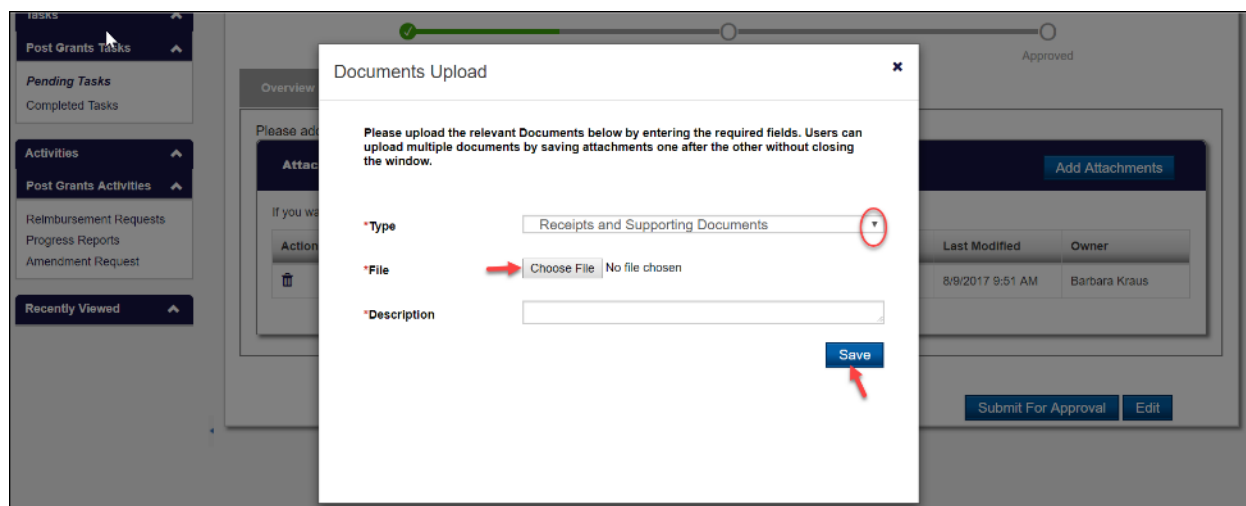 Tasks
Post Grants Tasks
Pending Tasks
Completed Tasks
Activities
Post Grants Activities
Reimbursement Requests
Progress Reports
Amendment Request
Recently Viewed
Approved
Overview
Please add
Attac
Add Attachments
If you wa
Action
Last Modified
Owner
8/9/2017 9:51 AM
Barbara Kraus
Submit For Approval
Edit
Documents Upload
×
Please upload the relevant Documents below by entering the required fields. Users can
upload multiple documents by saving attachments one after the other without closing
the window.
*Type
Receipts and Supporting Documents
*File
Choose File No file chosen
*Description
Save